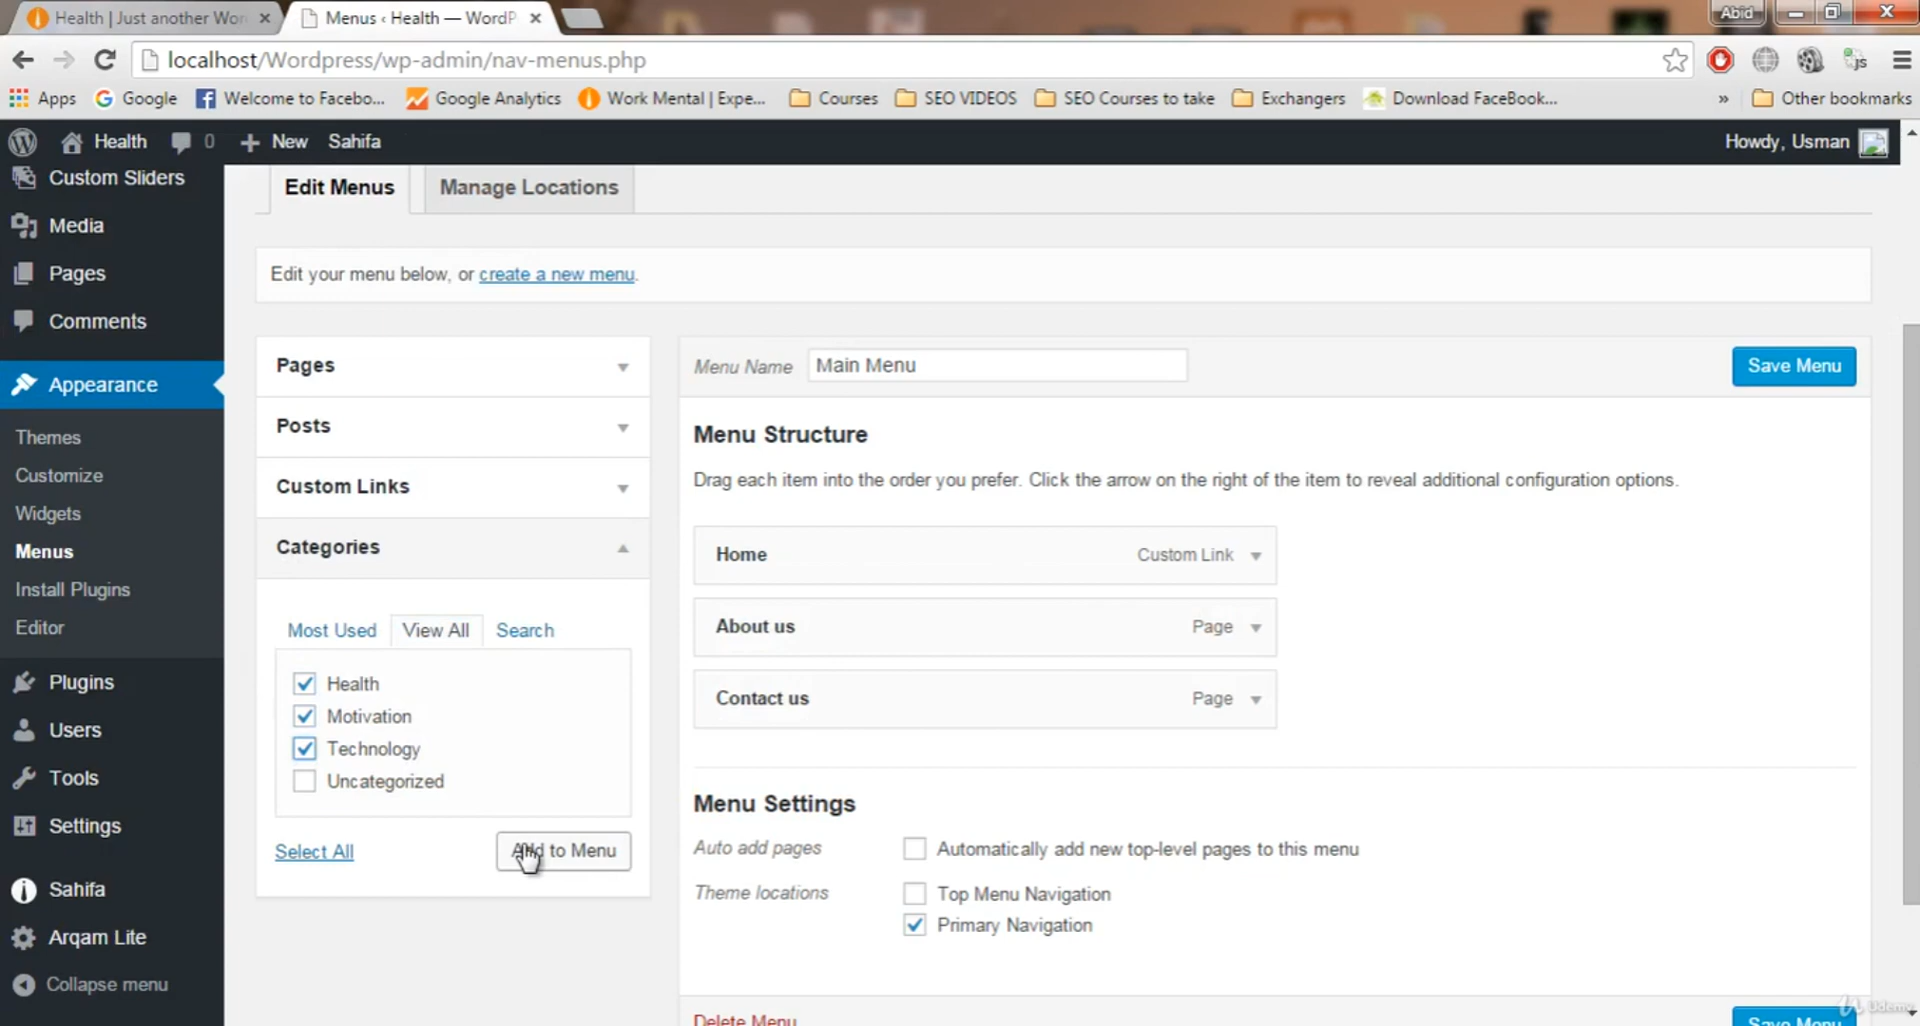 Health | Just another Wor
Menus ‹ Health — WordP
Abid
localhost/Wordpress/wp-admin/nav-menus.php
Apps
Google
Welcome to Facebo...
Google Analytics
Work Mental | Expe...
Courses
SEO VIDEOS
SEO Courses to take
Exchangers
Download FaceBook...
»
Other bookmarks
Health
0
New
Sahifa
Howdy, Usman
Custom Sliders
Media
Pages
Comments
Appearance
Themes
Customize
Widgets
Menus
Install Plugins
Editor
Plugins
Users
Tools
Settings
Sahifa
Arqam Lite
Collapse menu
Edit Menus
Manage Locations
Edit your menu below, or create a new menu.
Pages
Posts
Custom Links
Categories
Most Used
View All
Search
Health
Motivation
Technology
Uncategorized
Select All
Add to Menu
Menu Name
Main Menu
Save Menu
Menu Structure
Drag each item into the order you prefer. Click the arrow on the right of the item to reveal additional configuration options.
Home
Custom Link
About us
Page
Contact us
Page
Menu Settings
Auto add pages
Automatically add new top-level pages to this menu
Theme locations
Top Menu Navigation
Primary Navigation
Delete Menu
Save Menu
Udemy